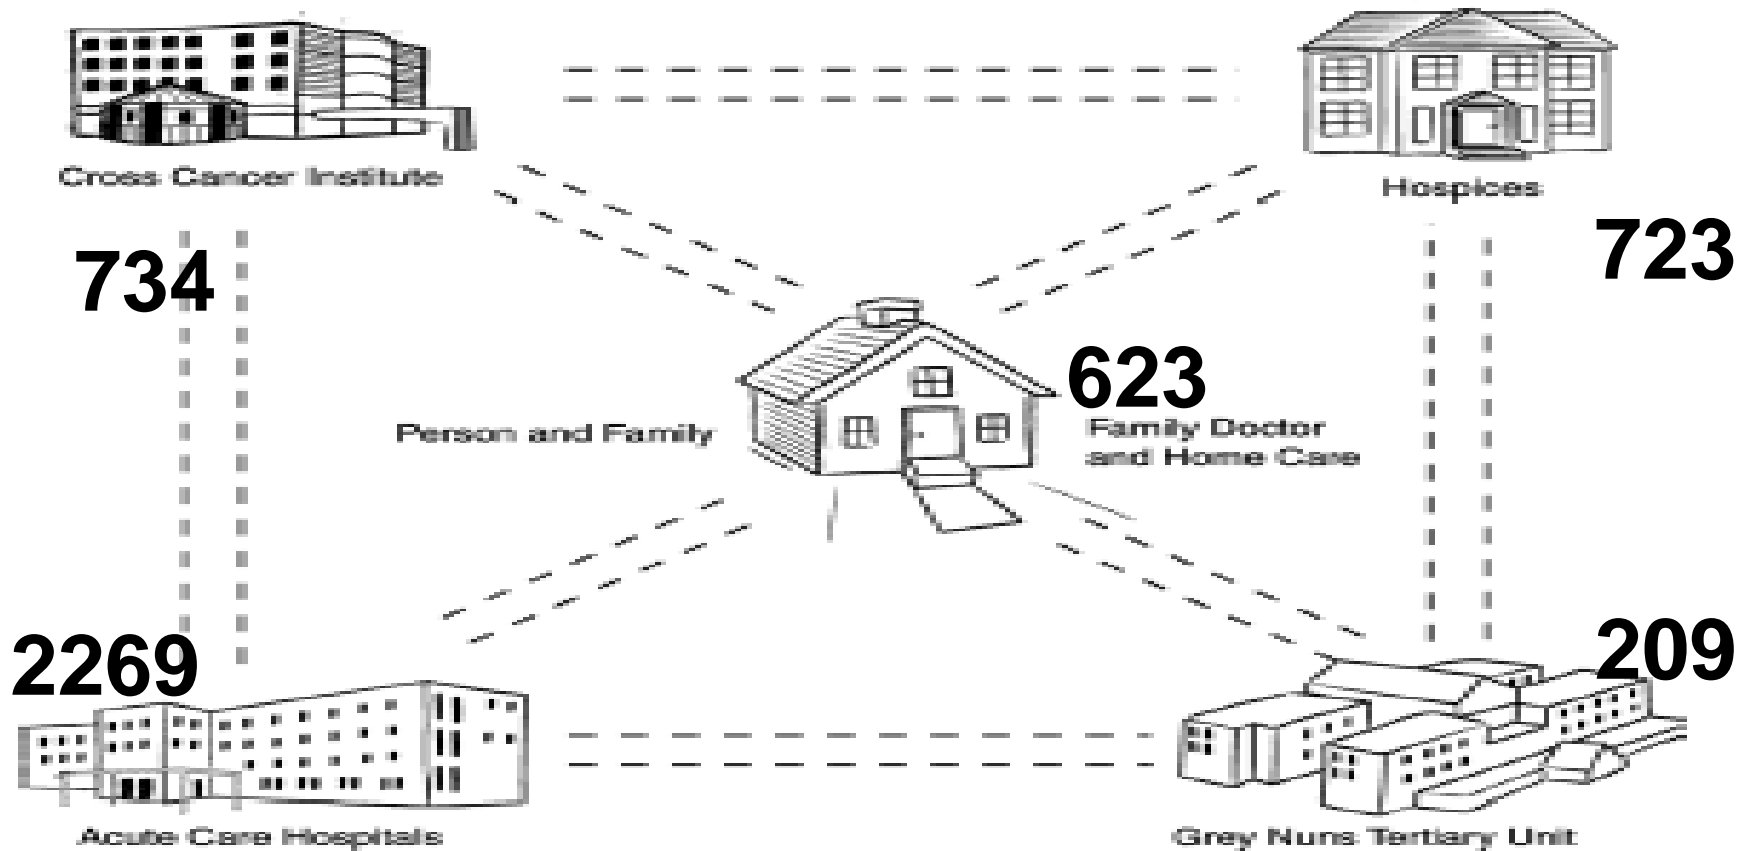 Cross Cancer Institute
Hospices
734
723
623
Person and Family
Family Doctor
and Home Care
2269
209
Acute Care Hospitals
Grey Nuns Tertiary Unit